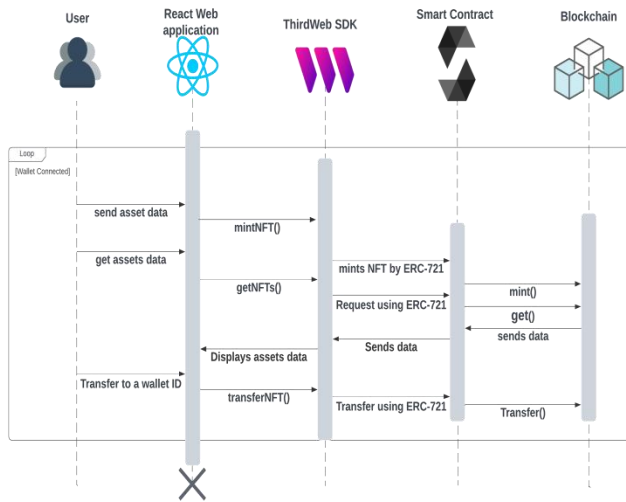 User
React Web
application
ThirdWeb SDK
Smart Contract
Blockchain
Loop
[Wallet Connected]
send asset data
mintNFT()
get assets data
mints NFT by ERC-721
getNFTs()
mint()
Request using ERC-721
get()
sends data
Sends data
Displays assets data
Transfer to a wallet ID
transferNFT()
Transfer using ERC-721
Transfer()